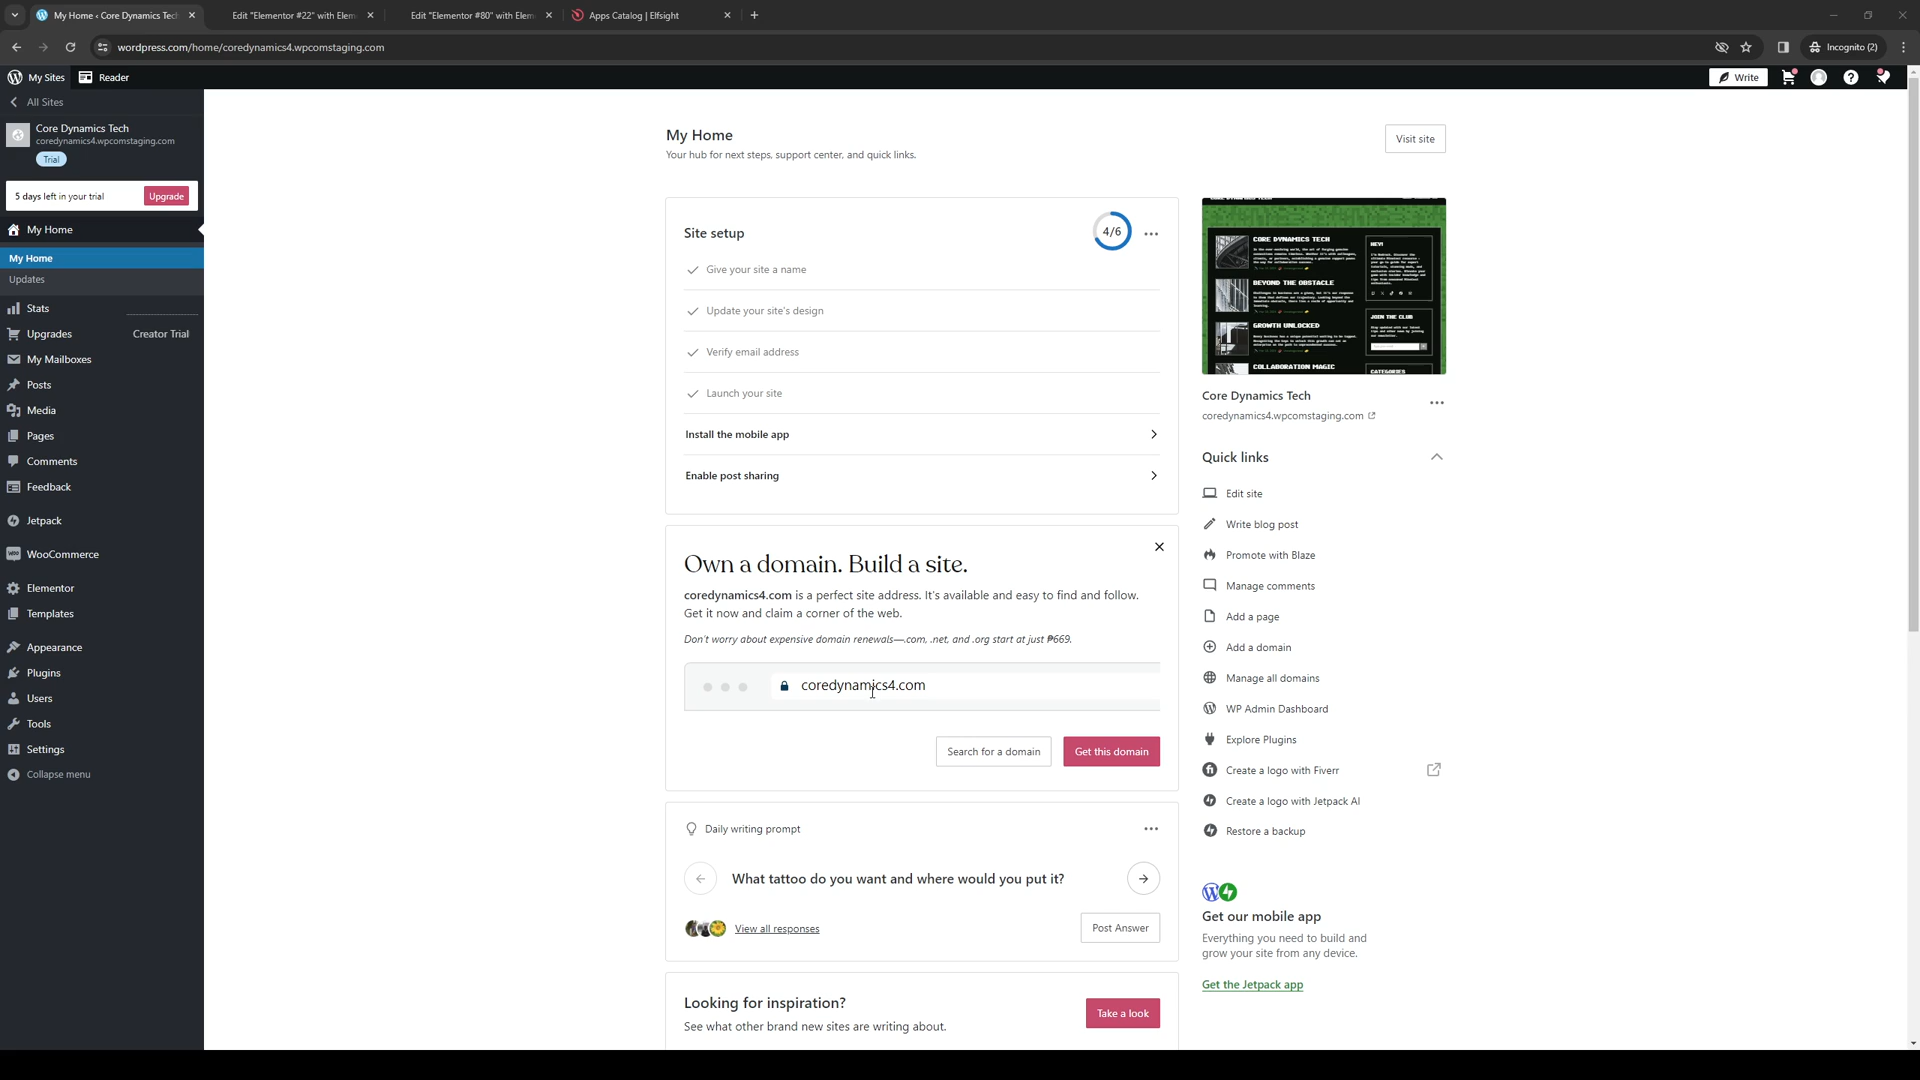 My Home ‹ Core Dynamics Tech
Edit "Elementor #22" with Elem
Edit "Elementor #80" with Elem
Apps Catalog | Elfsight
wordpress.com/home/coredynamics4.wpcomstaging.com
Incognito (2)
My Sites
Reader
Write
All Sites
Core Dynamics Tech
coredynamics4.wpcomstaging.com
Trial
5 days left in your trial
Upgrade
My Home
My Home
Updates
Stats
Upgrades
Creator Trial
My Mailboxes
Posts
Media
Pages
Comments
Feedback
Jetpack
WooCommerce
Elementor
Templates
Appearance
Plugins
Users
Tools
Settings
Collapse menu
My Home
Your hub for next steps, support center, and quick links.
Visit site
Site setup
4/6
Give your site a name
Update your site's design
Verify email address
Launch your site
Install the mobile app
Enable post sharing
Own a domain. Build a site.
coredynamics4.com is a perfect site address. It's available and easy to find and follow.
Get it now and claim a corner of the web.
Don't worry about expensive domain renewals—.com, .net, and .org start at just ₱669.
coredynamics4.com
Search for a domain
Get this domain
Daily writing prompt
What tattoo do you want and where would you put it?
View all responses
Post Answer
Looking for inspiration?
See what other brand new sites are writing about.
Take a look
CORE DYNAMICS TECH
BEYOND THE OBSTACLE
GROWTH UNLOCKED
COLLABORATION MAGIC
HEY!
JOIN THE CLUB
CATEGORIES
Core Dynamics Tech
coredynamics4.wpcomstaging.com
Quick links
Edit site
Write blog post
Promote with Blaze
Manage comments
Add a page
Add a domain
Manage all domains
WP Admin Dashboard
Explore Plugins
Create a logo with Fiverr
Create a logo with Jetpack AI
Restore a backup
Get our mobile app
Everything you need to build and
grow your site from any device.
Get the Jetpack app